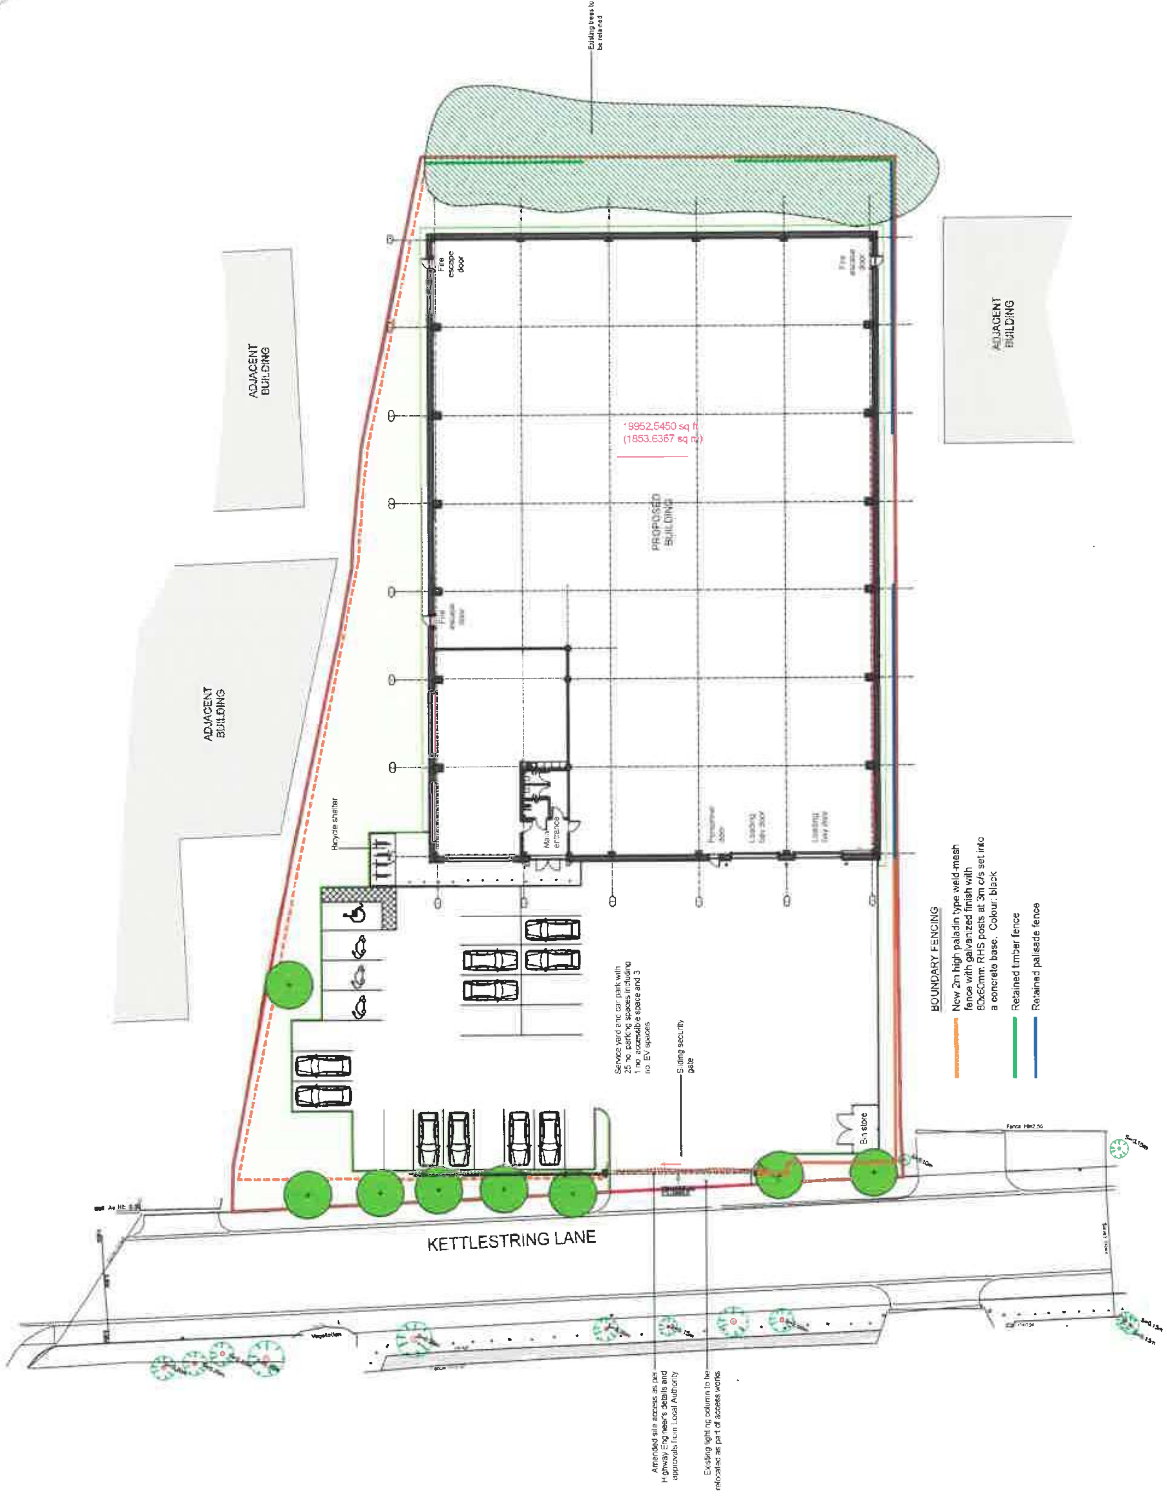 Existing trees to
be retained
ADJACENT
BUILDING
Fire
escape
door
Fire
escape
door
ADJACENT
BUILDING
19952.5450 sq ft
(1853.6367 sq m)
PROPOSED
BUILDING
Fire
escape
door
ADJACENT
BUILDING
Bicycle shelter
Main
entrance
Personnel
door
Loading
bay door
Loading
bay door
Service yard and car park with
25 no. parking spaces including
1 no. accessible space and 3
no. EV spaces
Sliding security
gate
Bin store
BOUNDARY FENCING
New 2m high paladin type weld-mesh
fence with galvanized finish with
60x60mm RHS posts at 3m c/s set into
a concrete base. Colour: black
Retained timber fence
Retained palisade fence
KETTLESTRING LANE
Vegetation
Amended site access as per
Highway Engineers details and
approvals from Local Authority
Existing lighting column to be
relocated as part of access works